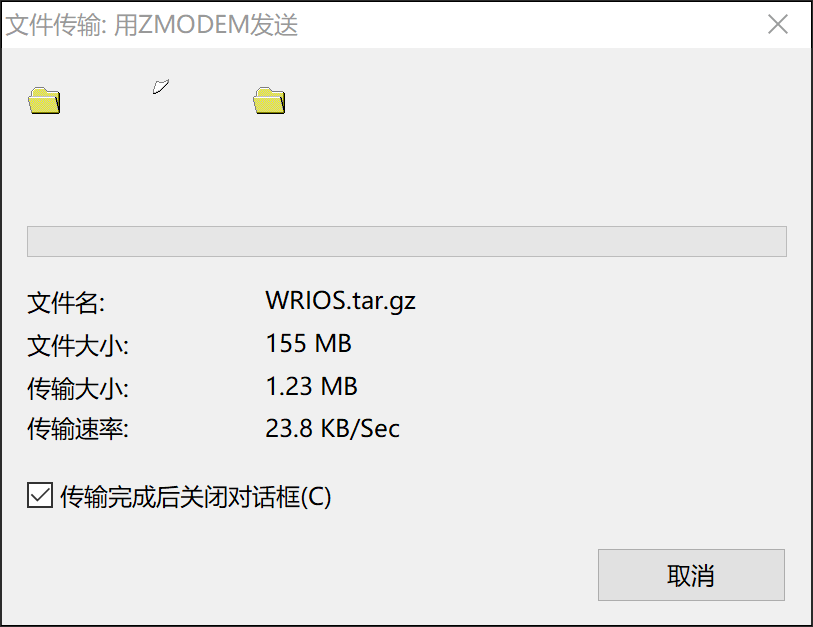 文件传输: 用ZMODEM发送
文件名: WRIOS.tar.gz
文件大小: 155 MB
传输大小: 1.23 MB
传输速率: 23.8 KB/Sec
传输完成后关闭对话框(C)
取消